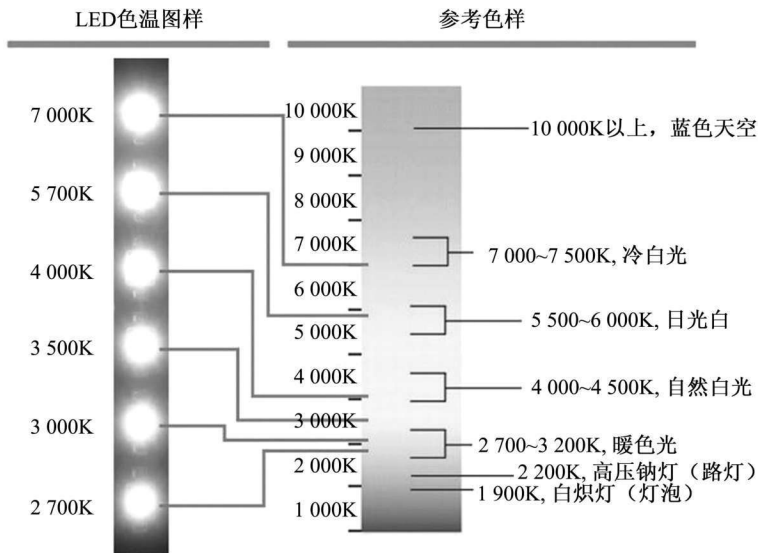 LED色温图样
参考色样
7 000K
5 700K
4 000K
3 500K
3 000K
2 700K
10 000K
9 000K
8 000K
7 000K
6 000K
5 000K
4 000K
3 000K
2 000K
1 000K
10 000K以上，蓝色天空
7 000~7 500K, 冷白光
5 500~6 000K, 日光白
4 000~4 500K, 自然白光
2 700~3 200K, 暖色光
2 200K, 高压钠灯（路灯）
1 900K, 白炽灯（灯泡）